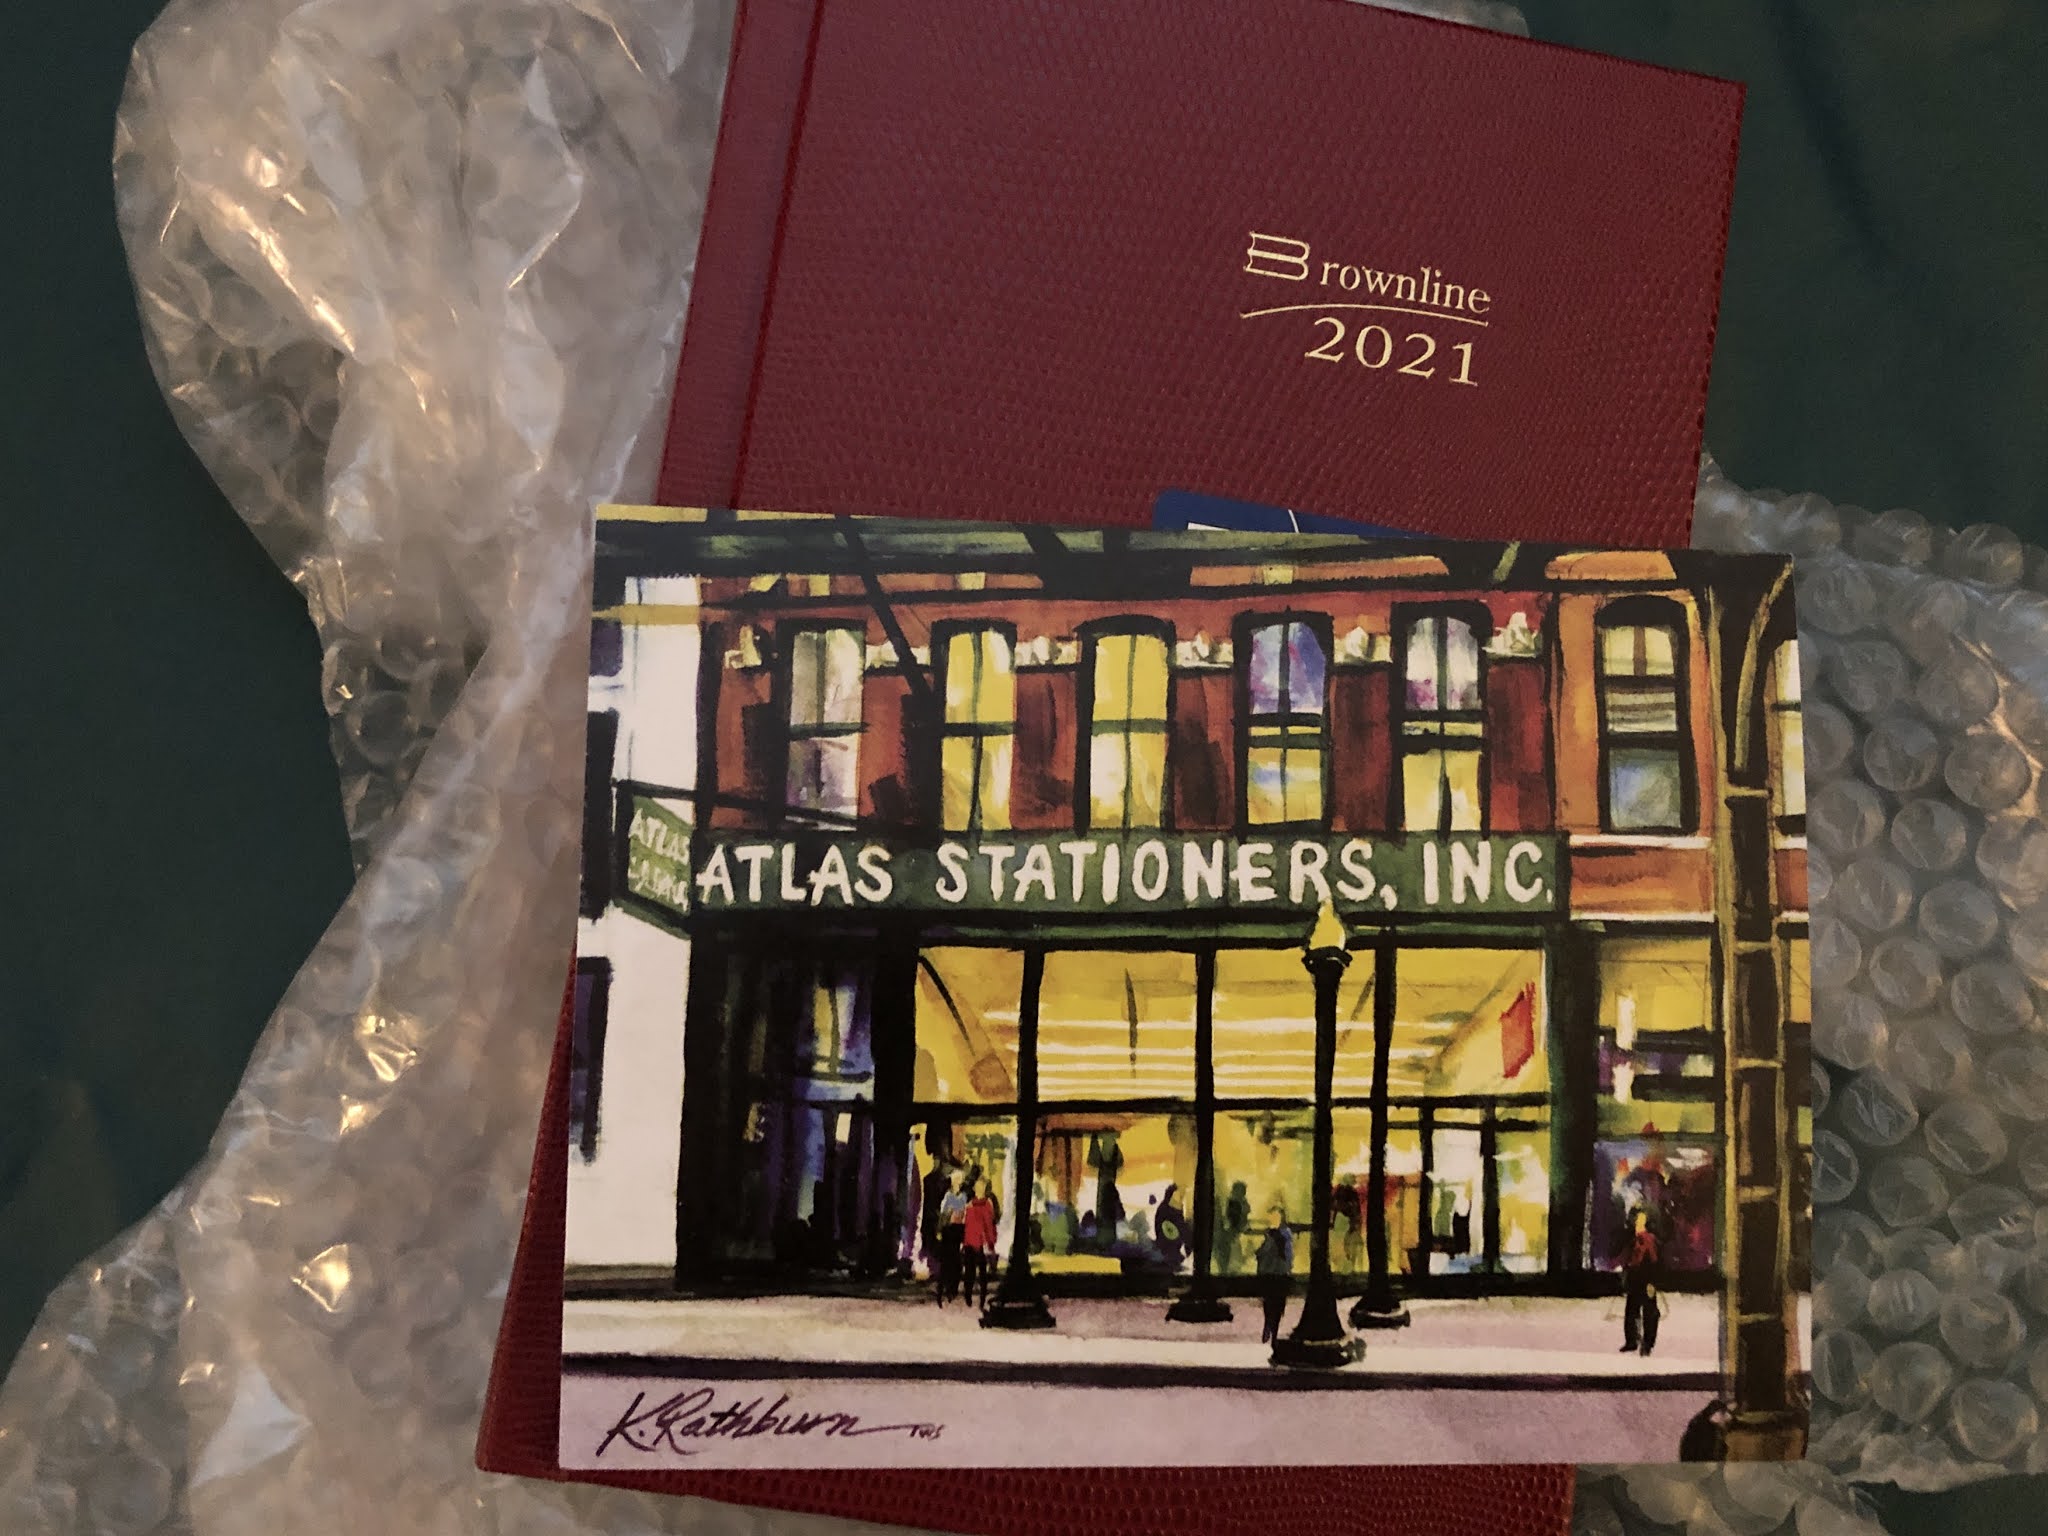 Brownline
2021
ATLAS
ATLAS STATIONERS, INC.
K. Rathburn